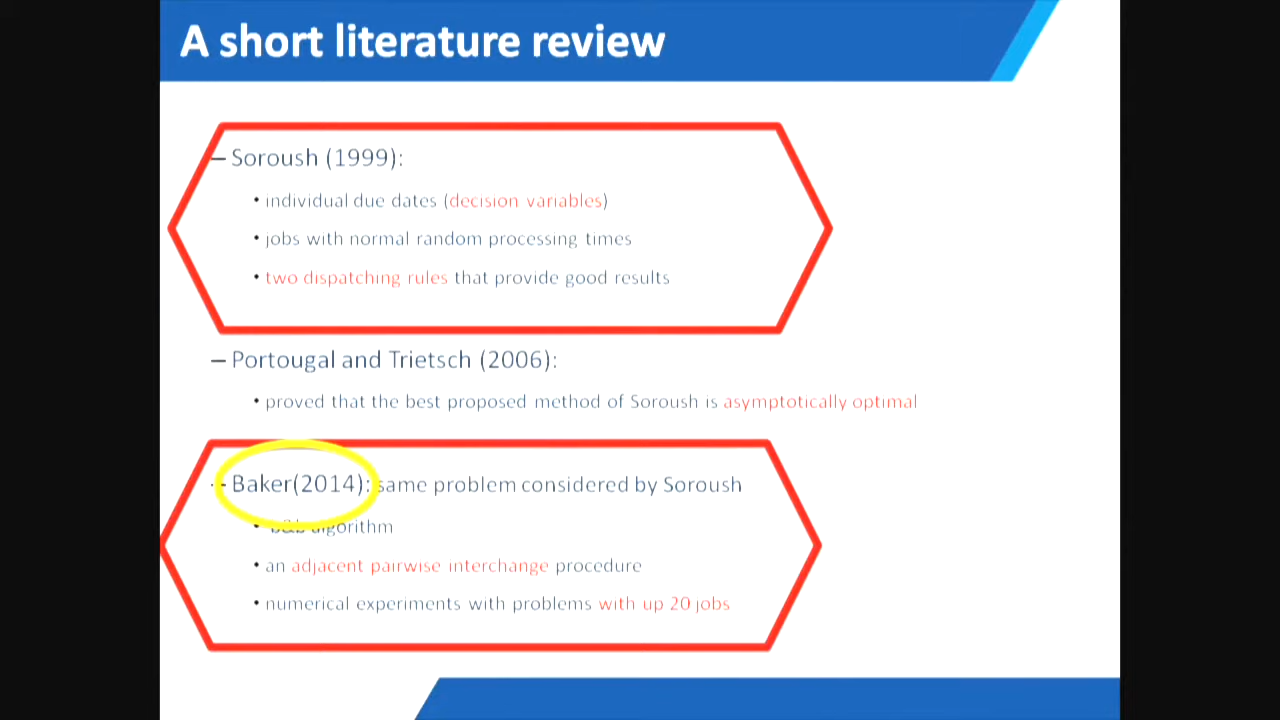 A short literature review
– Soroush (1999):
• individual due dates (decision variables)
• jobs with normal random processing times
• two dispatching rules that provide good results
– Portougal and Trietsch (2006):
• proved that the best proposed method of Soroush is asymptotically optimal
– Baker(2014): same problem considered by Soroush
• b&b algorithm
• an adjacent pairwise interchange procedure
• numerical experiments with problems with up 20 jobs